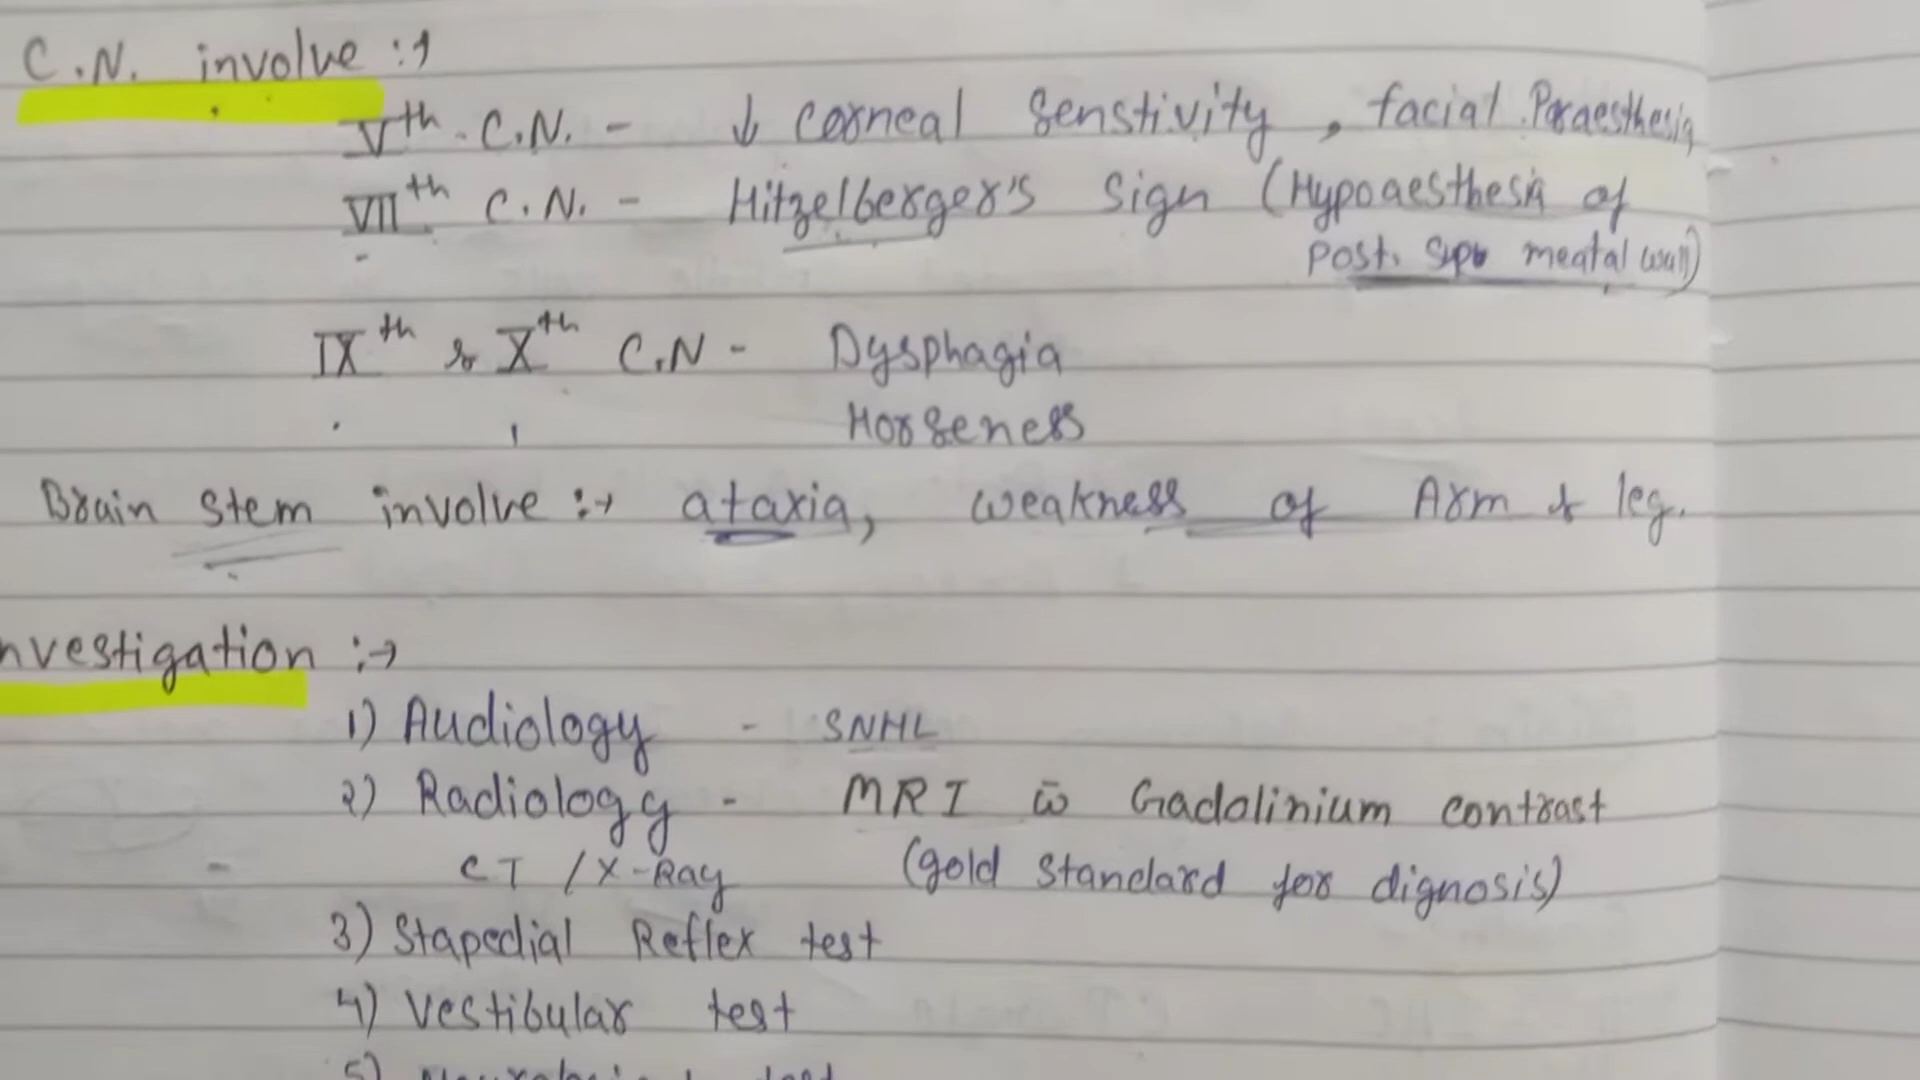 C.N. involve :→
Vth C.N. - ↓ corneal Senstivity, facial Paraesthesia
VIIth C.N. - Hitzelberger's Sign (Hypoaesthesia of
post. sup meatal wall)
IXth & Xth C.N - Dysphagia
Horseness
Brain stem involve :→ ataxia, weakness of Arm & leg.
nvestigation :→
1) Audiology - SNHL
2) Radiology - MRI w̄ Gadolinium contrast
CT / X-Ray (gold standard for dignosis)
3) Stapedial Reflex test
4) Vestibular test
5) test